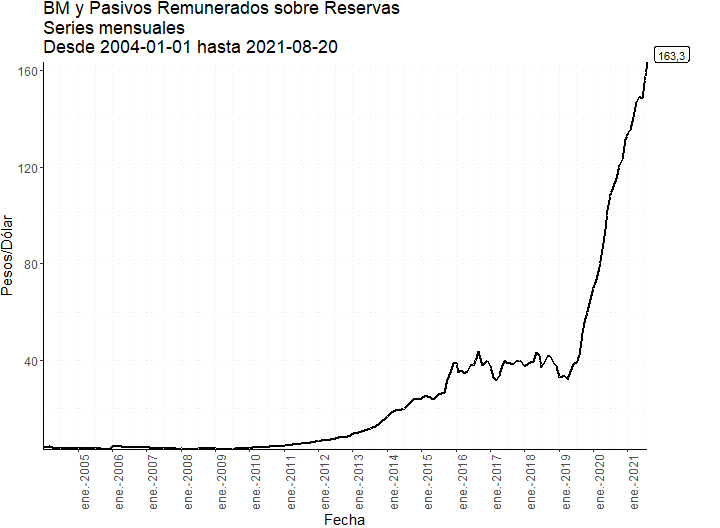 BM y Pasivos Remunerados sobre Reservas
Series mensuales
Desde 2004-01-01 hasta 2021-08-20
163,3
160
120
80
40
Pesos/Dólar
ene.-2005
ene.-2006
ene.-2007
ene.-2008
ene.-2009
ene.-2010
ene.-2011
ene.-2012
ene.-2013
ene.-2014
ene.-2015
ene.-2016
ene.-2017
ene.-2018
ene.-2019
ene.-2020
ene.-2021
Fecha